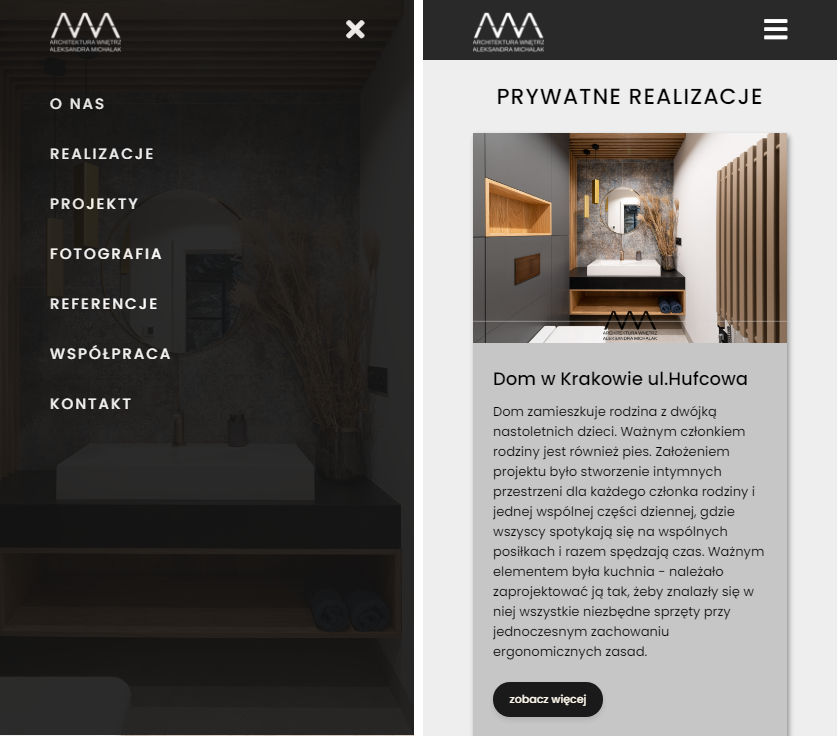 ARCHITEKTURA WNĘTRZ
ALEKSANDRA MICHALAK
O NAS
REALIZACJE
PROJEKTY
FOTOGRAFIA
REFERENCJE
WSPÓŁPRACA
KONTAKT
ARCHITEKTURA WNĘTRZ
ALEKSANDRA MICHALAK
PRYWATNE REALIZACJE
ARCHITEKTURA WNĘTRZ
ALEKSANDRA MICHALAK
Dom w Krakowie ul.Hufcowa
Dom zamieszkuje rodzina z dwójką
nastoletnich dzieci. Ważnym członkiem
rodziny jest również pies. Założeniem
projektu było stworzenie intymnych
przestrzeni dla każdego członka rodziny i
jednej wspólnej części dziennej, gdzie
wszyscy spotykają się na wspólnych
posiłkach i razem spędzają czas. Ważnym
elementem była kuchnia - należało
zaprojektować ją tak, żeby znalazły się w
niej wszystkie niezbędne sprzęty przy
jednoczesnym zachowaniu
ergonomicznych zasad.
zobacz więcej